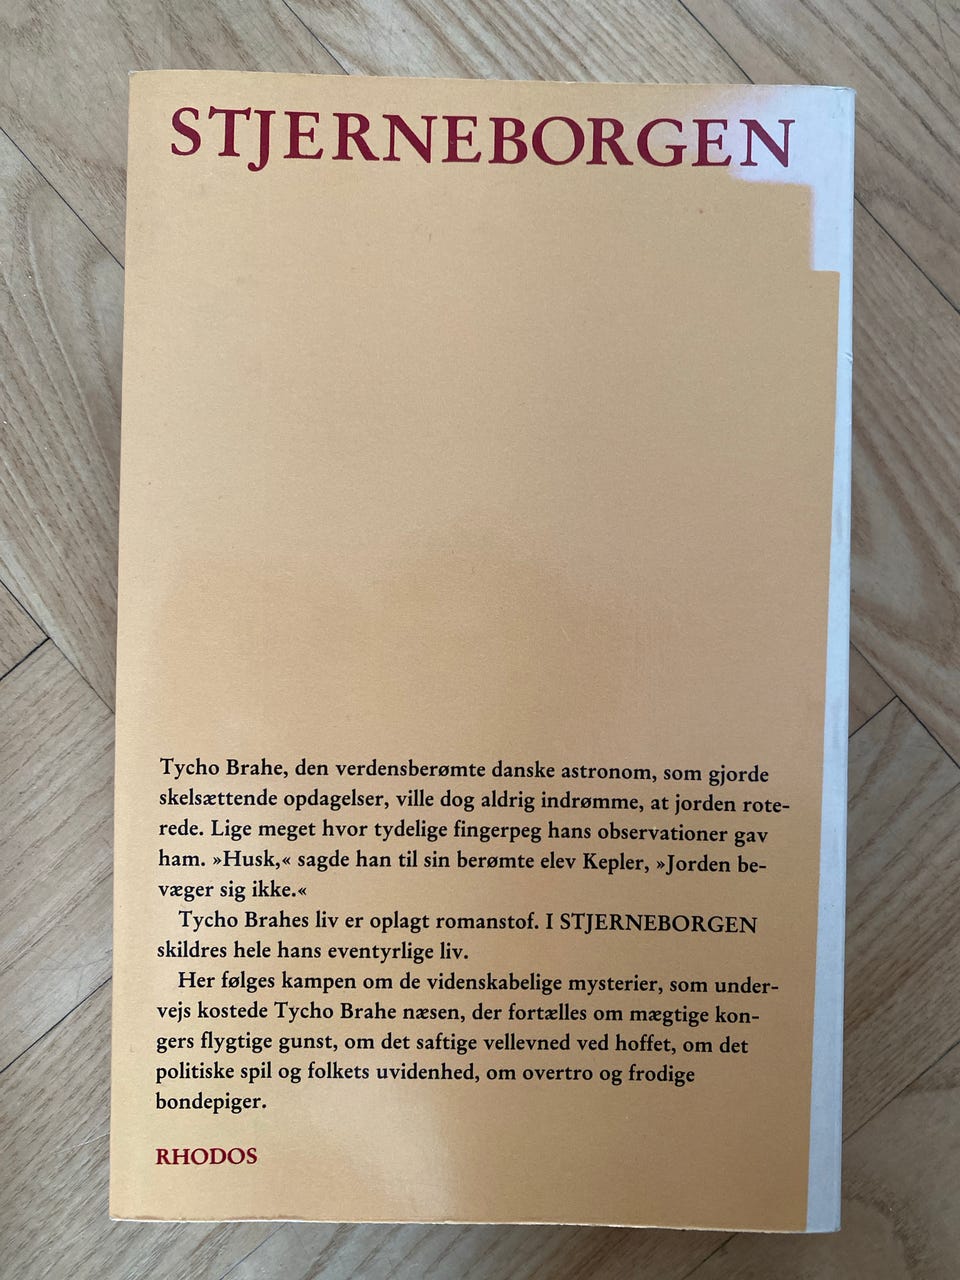 STJERNEBORGEN
Tycho Brahe, den verdensberømte danske astronom, som gjorde
skelsættende opdagelser, ville dog aldrig indrømme, at jorden rote-
rede. Lige meget hvor tydelige fingerpeg hans observationer gav
ham. »Husk,« sagde han til sin berømte elev Kepler, »Jorden be-
væger sig ikke.«
Tycho Brahes liv er oplagt romanstof. I STJERNEBORGEN
skildres hele hans eventyrlige liv.
Her følges kampen om de videnskabelige mysterier, som under-
vejs kostede Tycho Brahe næsen, der fortælles om mægtige kon-
gers flygtige gunst, om det saftige vellevned ved hoffet, om det
politiske spil og folkets uvidenhed, om overtro og frodige
bondepiger.
RHODOS